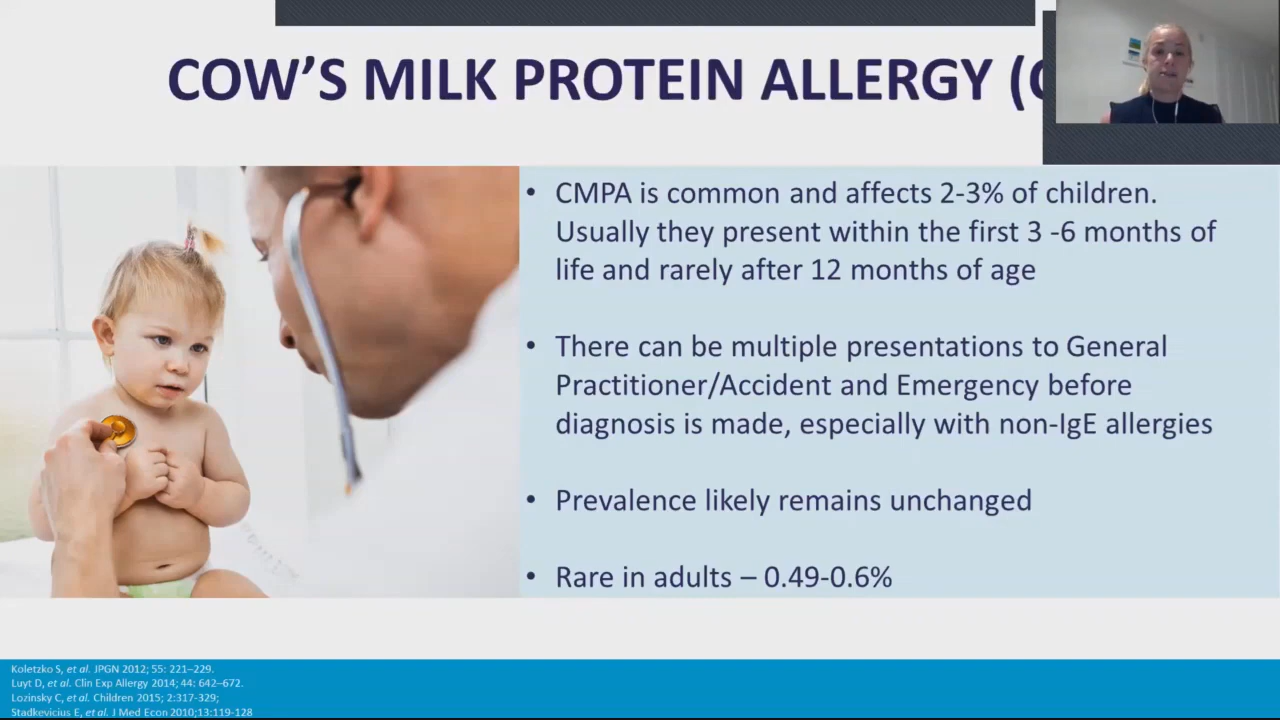 COW'S MILK PROTEIN ALLERGY (
• CMPA is common and affects 2-3% of children.
Usually they present within the first 3 -6 months of
life and rarely after 12 months of age
• There can be multiple presentations to General
Practitioner/Accident and Emergency before
diagnosis is made, especially with non-IgE allergies
• Prevalence likely remains unchanged
• Rare in adults – 0.49-0.6%
Koletzko S, et al. JPGN 2012; 55: 221–229.
Luyt D, et al. Clin Exp Allergy 2014; 44: 642–672.
Lozinsky C, et al. Children 2015; 2:317-329;
Stadkevicius E, et al. J Med Econ 2010;13:119-128